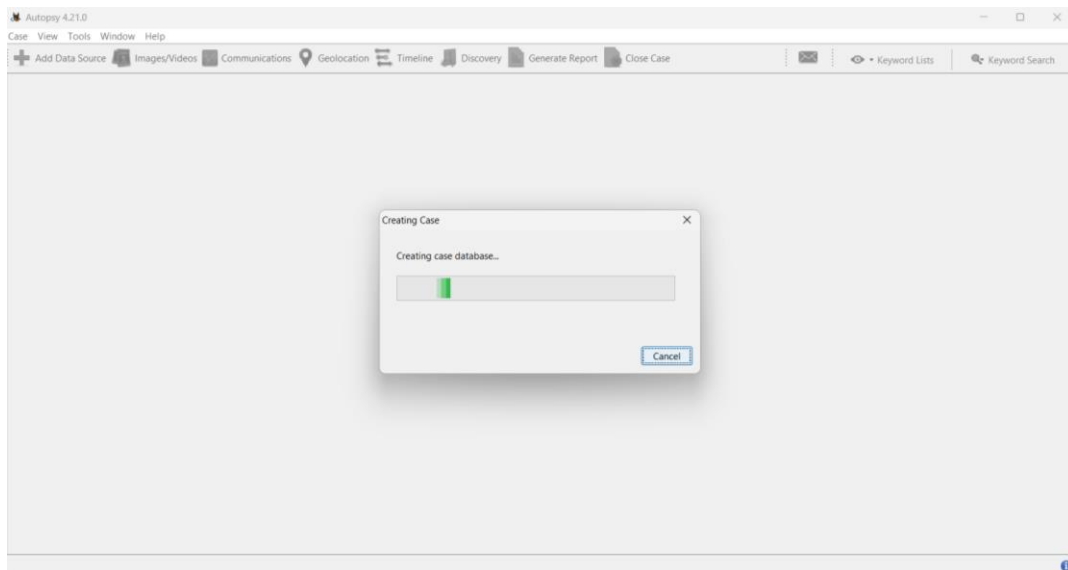 Autopsy 4.21.0
Case View Tools Window Help
Add Data Source Images/Videos Communications Geolocation Timeline Discovery Generate Report Close Case Keyword Lists Keyword Search
Creating Case
Creating case database...
Cancel